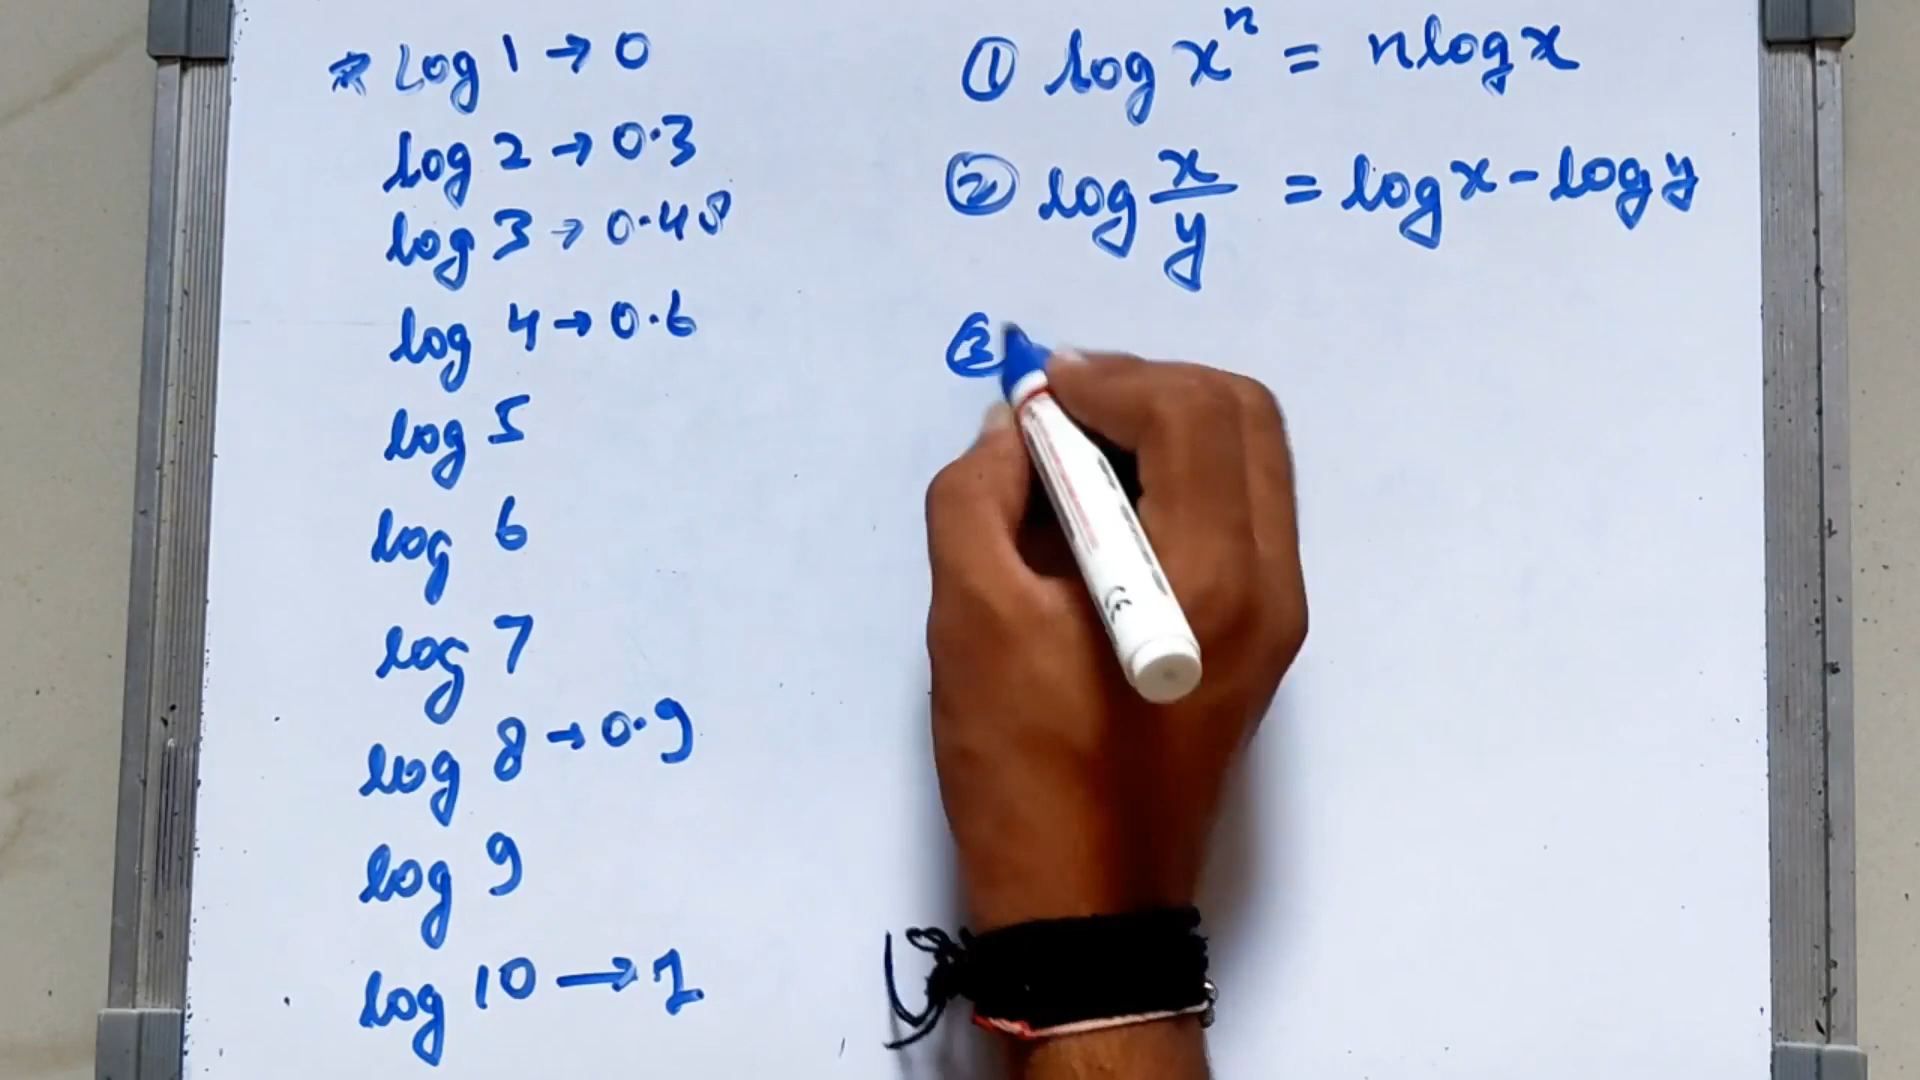 * log 1 → 0
log 2 → 0.3
log 3 → 0.48
log 4 → 0.6
log 5
log 6
log 7
log 8 → 0.9
log 9
log 10 → 1
① log xⁿ = n log x
② log x/y = log x - log y
③
CE